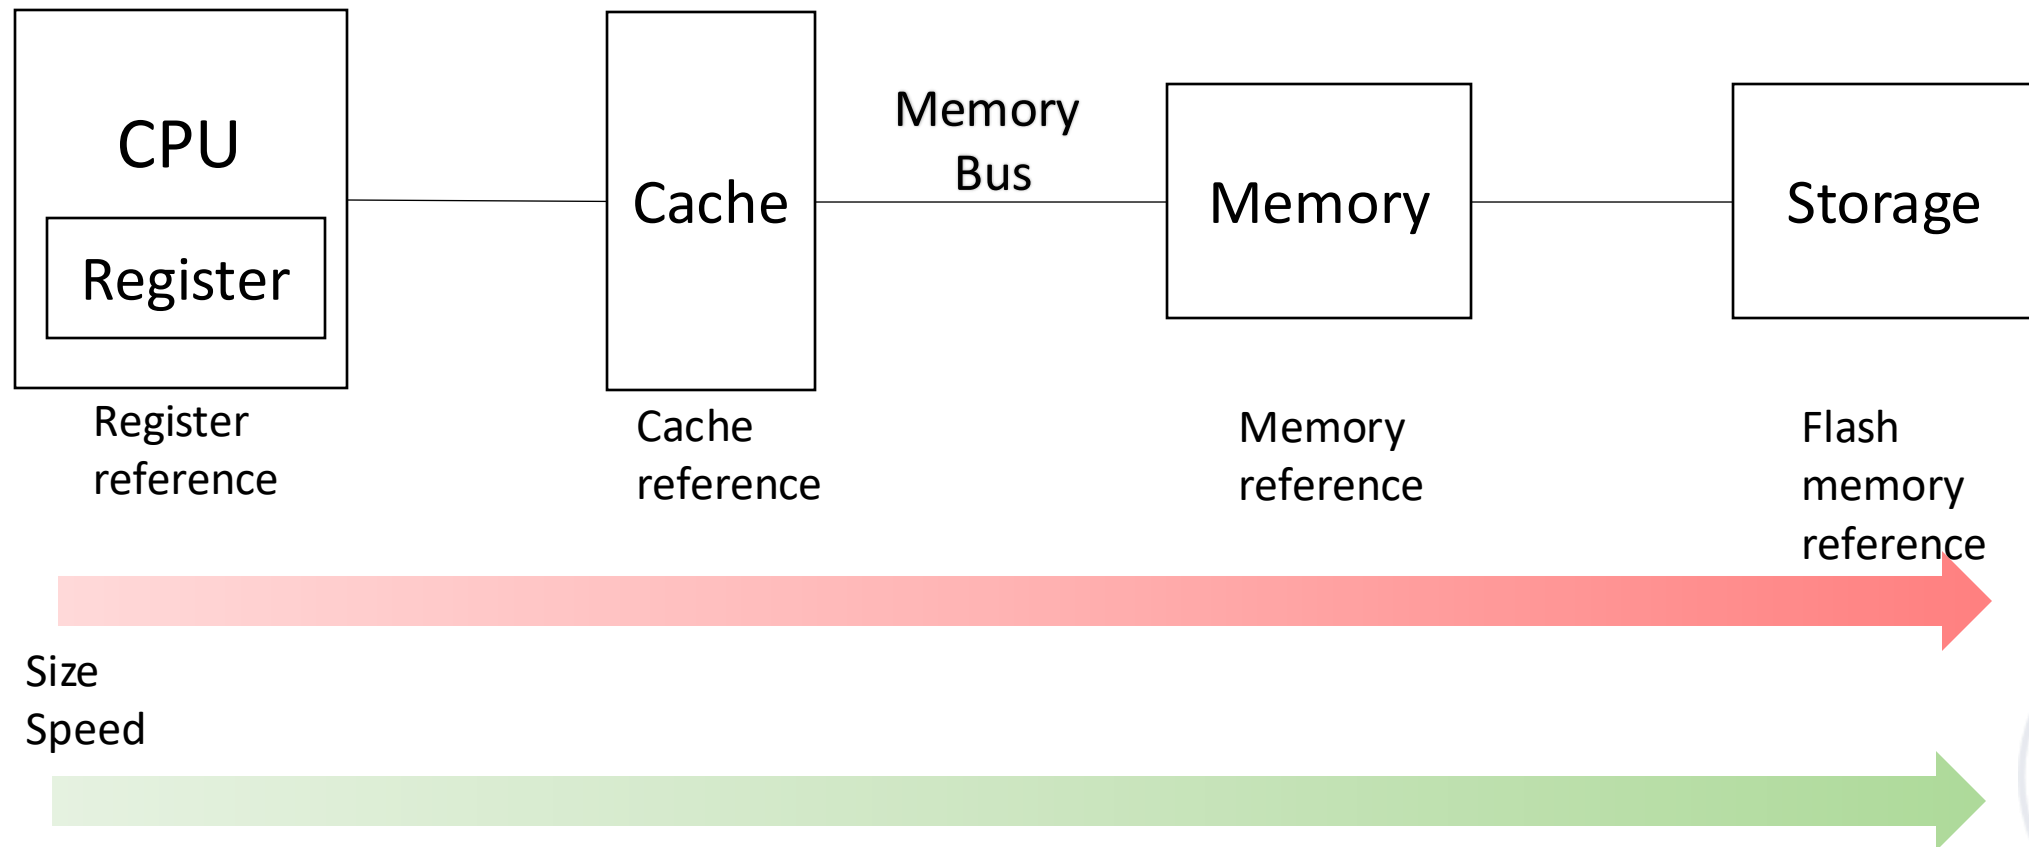 CPU
Register
Cache
Memory
Bus
Memory
Storage
Register
reference
Cache
reference
Memory
reference
Flash
memory
reference
Size
Speed